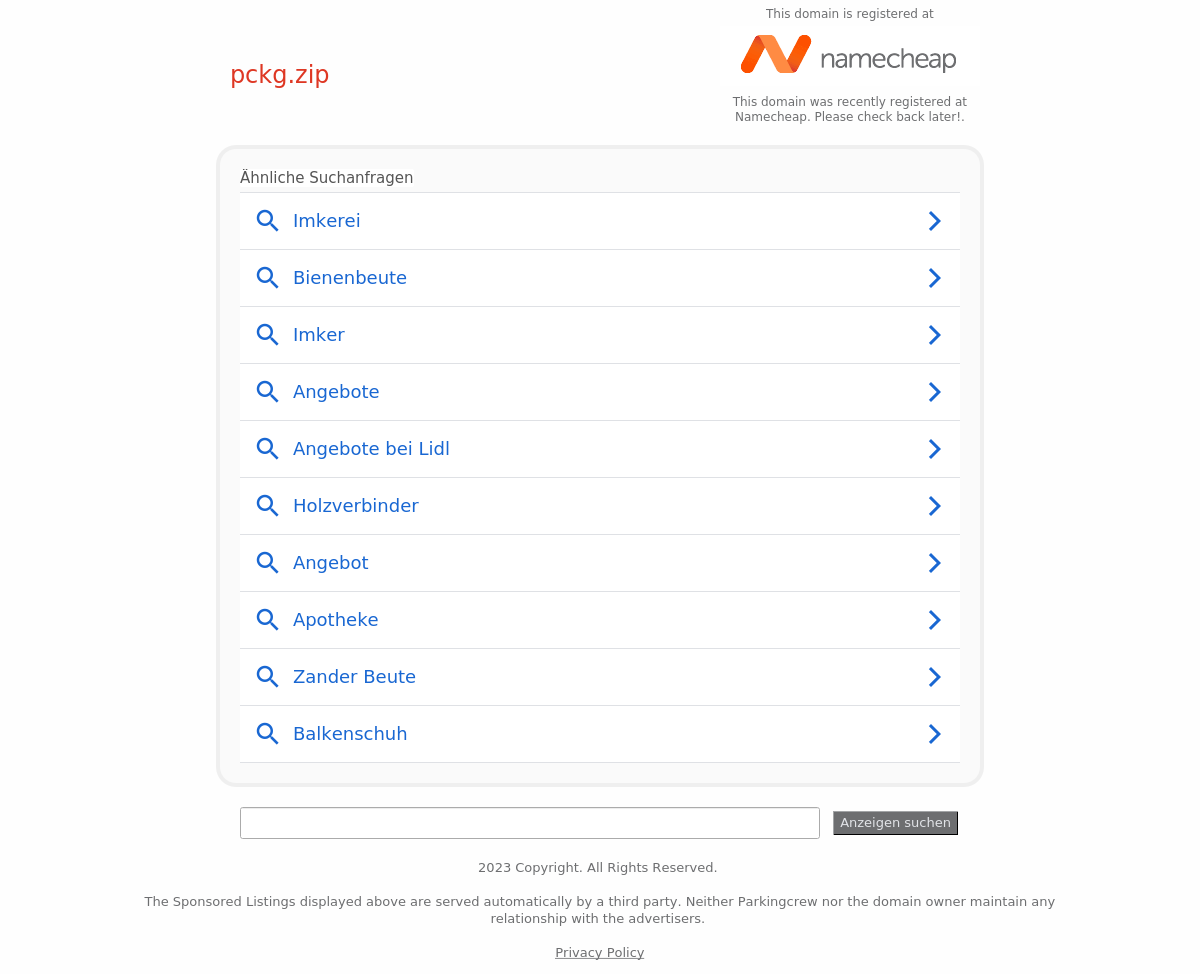 This domain is registered at
namecheap
pckg.zip
This domain was recently registered at
Namecheap. Please check back later!.
Ähnliche Suchanfragen
Imkerei
Bienenbeute
Imker
Angebote
Angebote bei Lidl
Holzverbinder
Angebot
Apotheke
Zander Beute
Balkenschuh
Anzeigen suchen
2023 Copyright. All Rights Reserved.
The Sponsored Listings displayed above are served automatically by a third party. Neither Parkingcrew nor the domain owner maintain any
relationship with the advertisers.
Privacy Policy